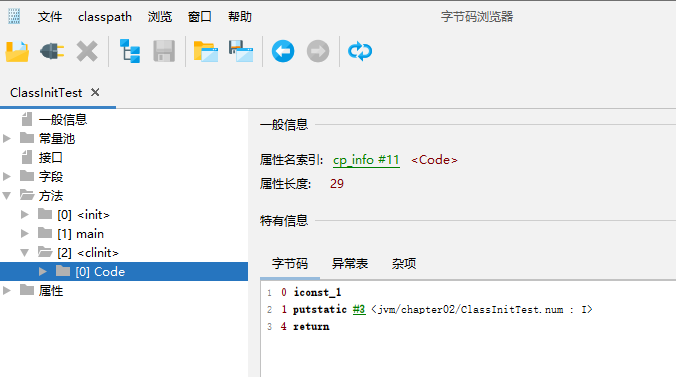 文件 classpath 浏览 窗口 帮助 字节码浏览器
ClassInitTest
一般信息
常量池
接口
字段
方法
[0] <init>
[1] main
[2] <clinit>
[0] Code
属性
一般信息
属性名索引: cp_info #11 <Code>
属性长度: 29
特有信息
字节码 异常表 杂项
1 0 iconst_1
2 1 putstatic #3 <jvm/chapter02/ClassInitTest.num : I>
3 4 return